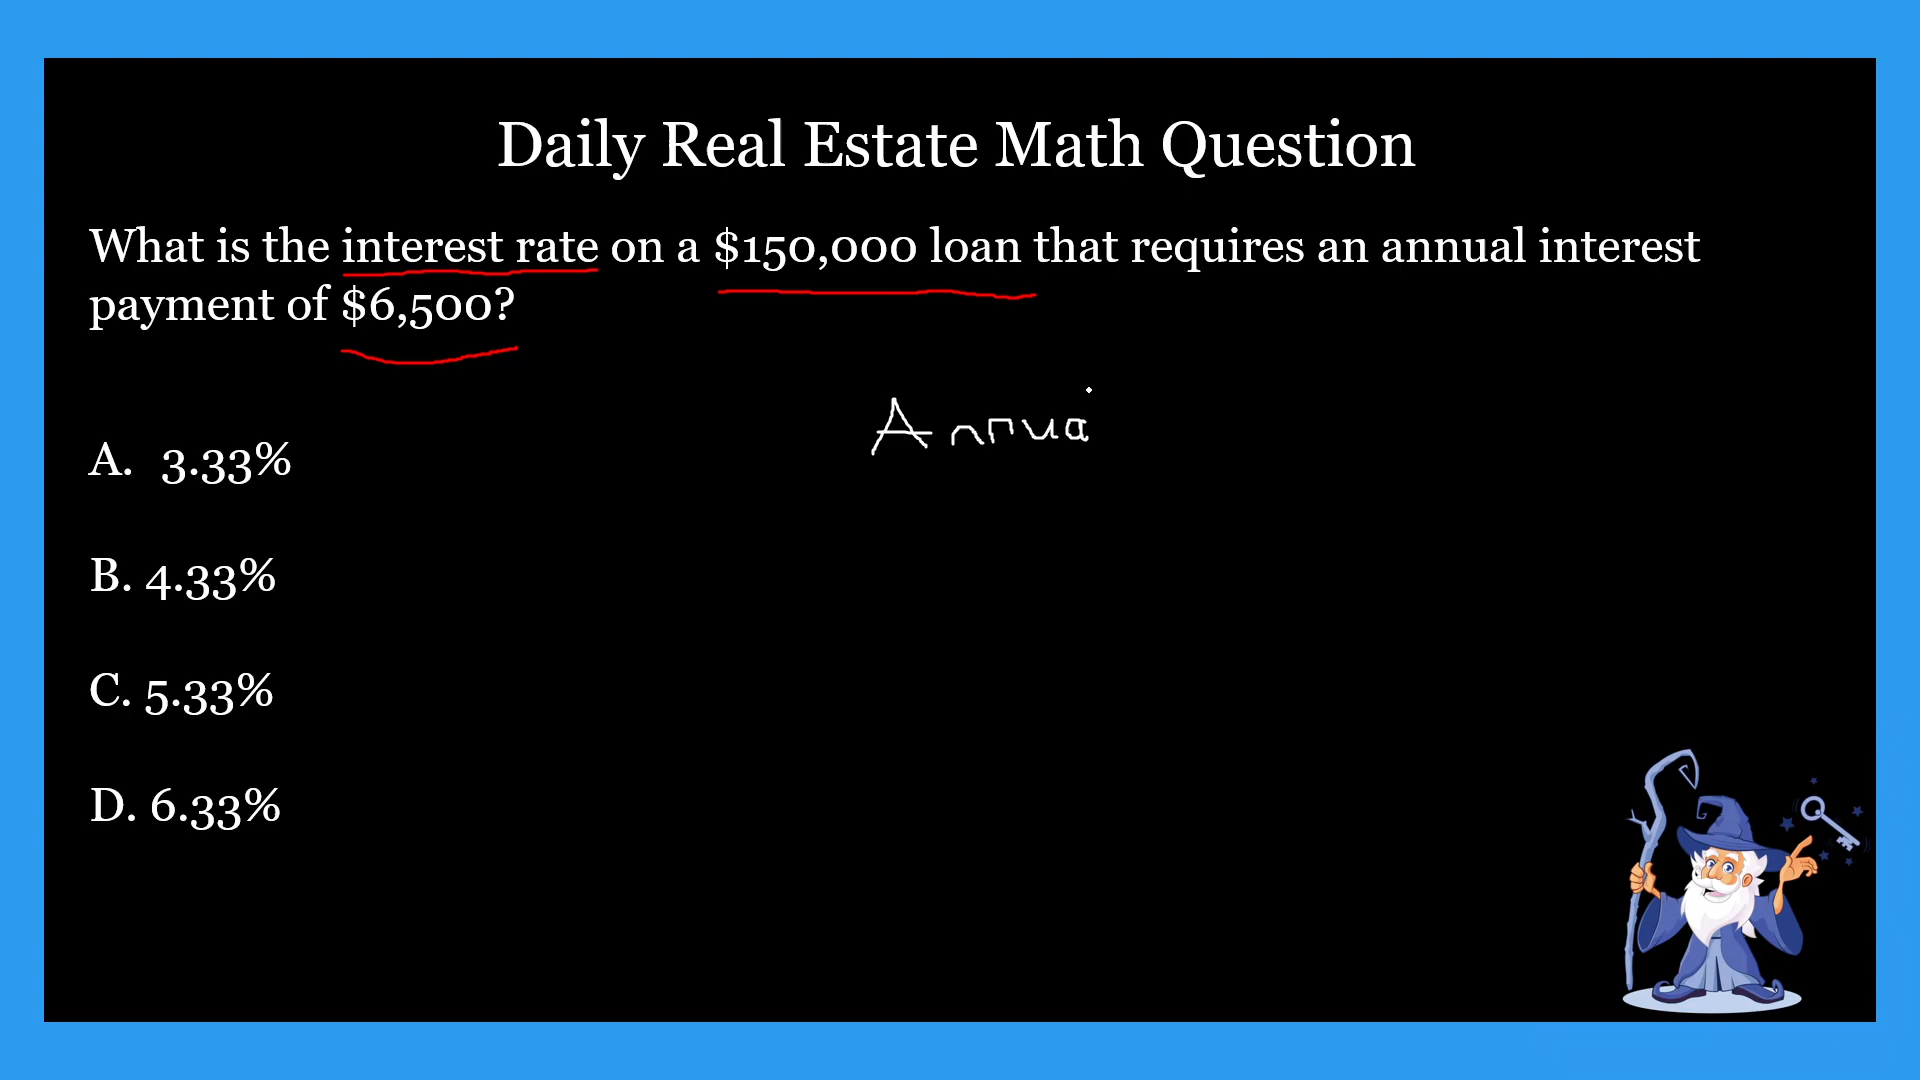 Daily Real Estate Math Question
What is the interest rate on a $150,000 loan that requires an annual interest
payment of $6,500?
Annua
A. 3.33%
B. 4.33%
C. 5.33%
D. 6.33%